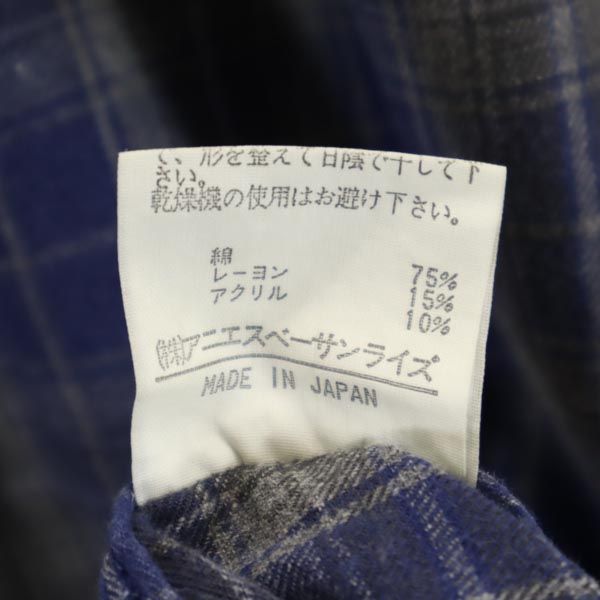 て、形を整えて日陰で干して下
さい。
乾燥機の使用はお避け下さい。
綿 75%
レーヨン 15%
アクリル 10%
(株)アニエスベーサンライズ
MADE IN JAPAN